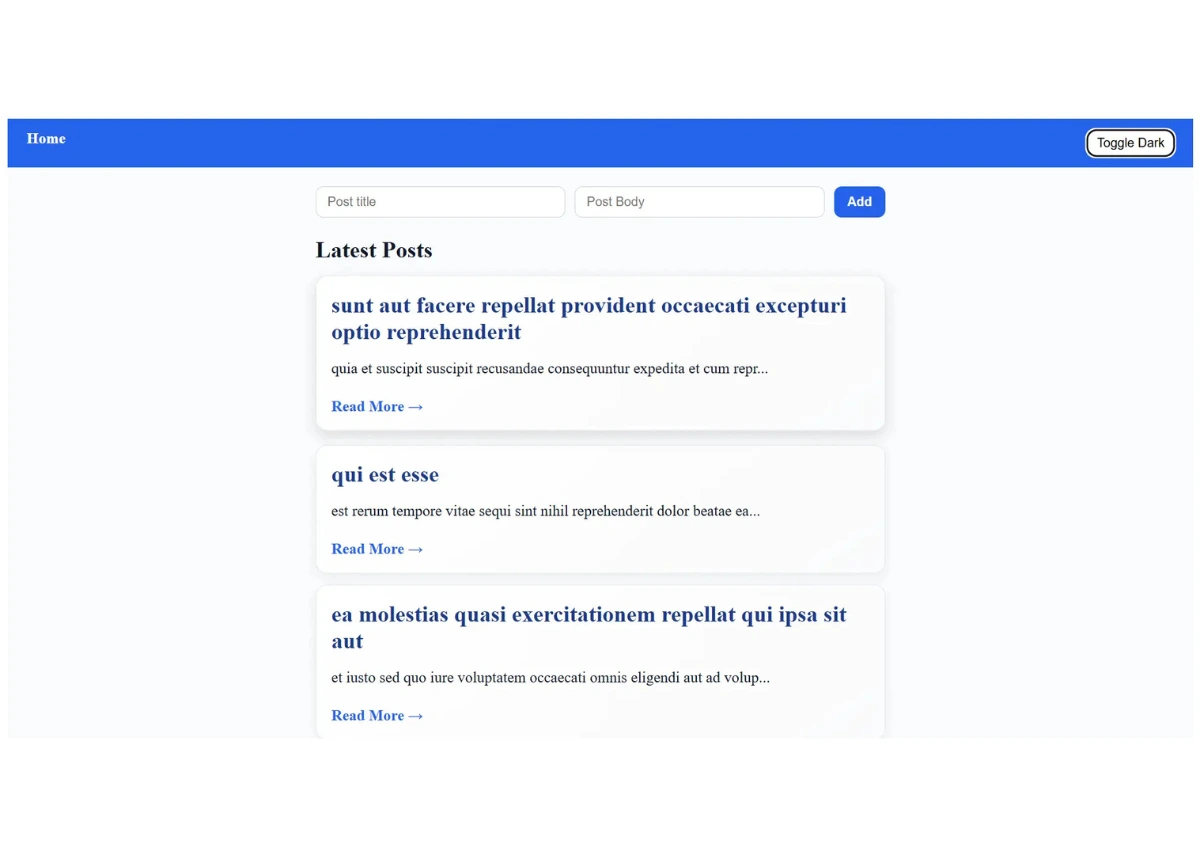 Home
Toggle Dark
Post title
Post Body
Add
Latest Posts
sunt aut facere repellat provident occaecati excepturi
optio reprehenderit
quia et suscipit suscipit recusandae consequuntur expedita et cum repr...
Read More →
qui est esse
est rerum tempore vitae sequi sint nihil reprehenderit dolor beatae ea...
Read More →
ea molestias quasi exercitationem repellat qui ipsa sit
aut
et iusto sed quo iure voluptatem occaecati omnis eligendi aut ad volup...
Read More →